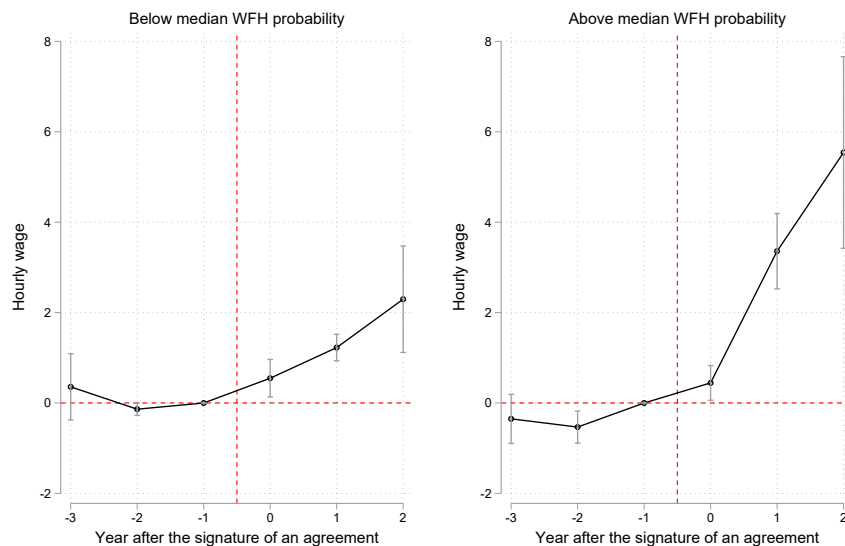 Below median WFH probability
8
6
4
2
0
-2
Hourly wage
-3 -2 -1 0 1 2
Year after the signature of an agreement
Above median WFH probability
8
6
4
2
0
-2
Hourly wage
-3 -2 -1 0 1 2
Year after the signature of an agreement